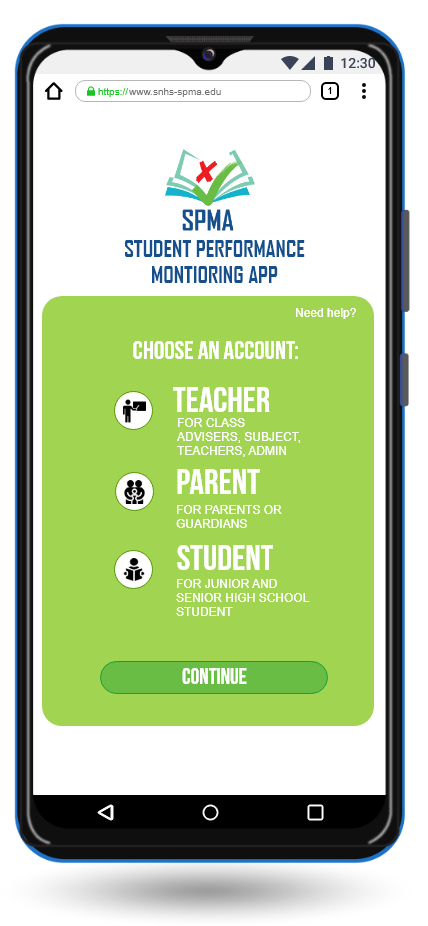 12:30
https://www.snhs-spma.edu
1
SPMA
STUDENT PERFORMANCE
MONTIORING APP
Need help?
CHOOSE AN ACCOUNT:
TEACHER
FOR CLASS
ADVISERS, SUBJECT,
TEACHERS, ADMIN
PARENT
FOR PARENTS OR
GUARDIANS
STUDENT
FOR JUNIOR AND
SENIOR HIGH SCHOOL
STUDENT
CONTINUE